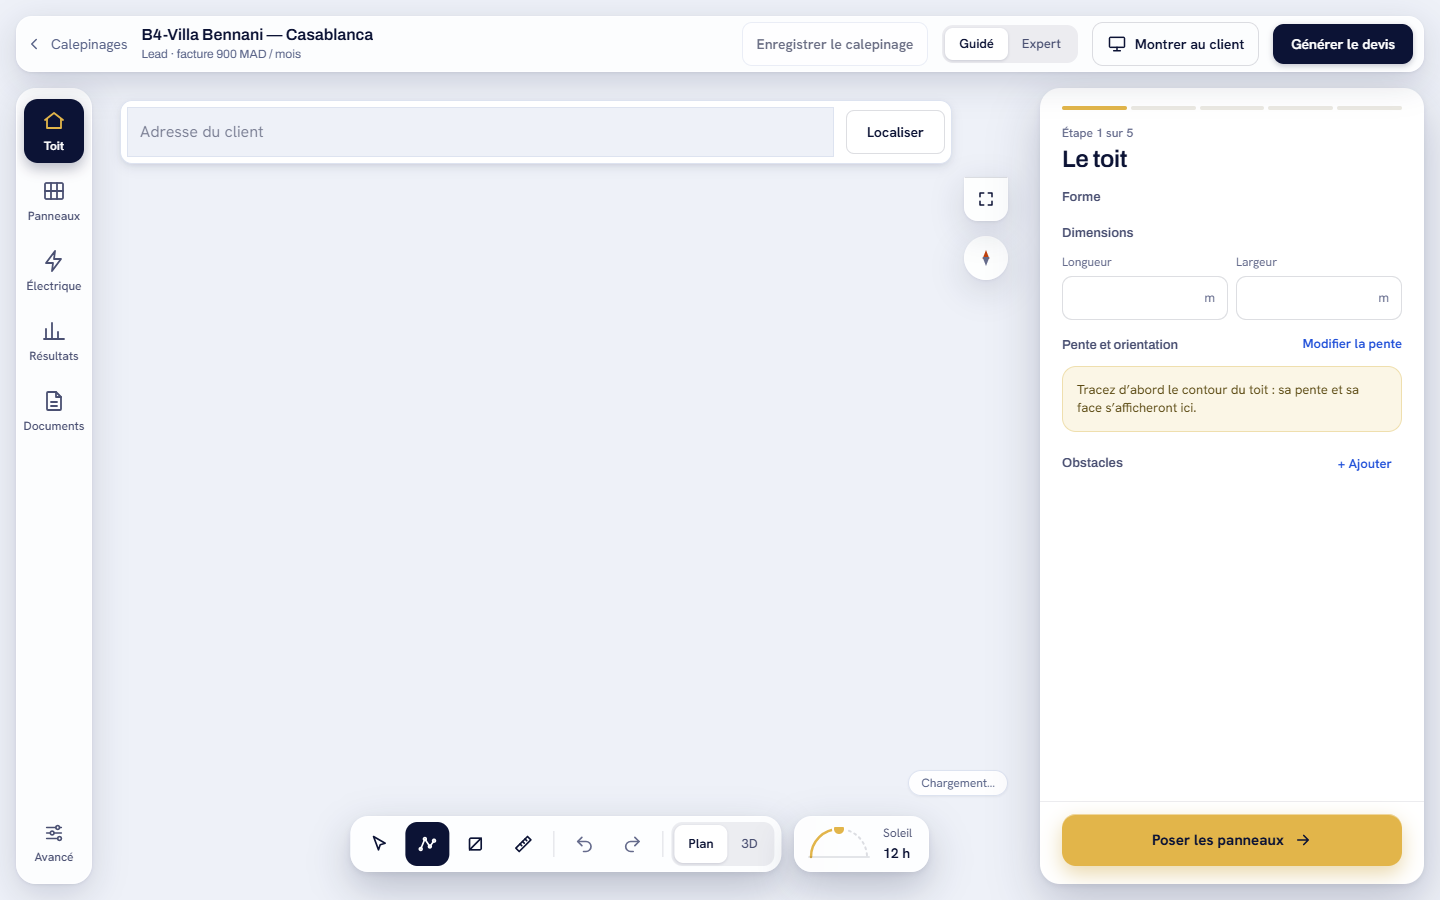 Calepinages
B4-Villa Bennani — Casablanca
Lead · facture 900 MAD / mois
Enregistrer le calepinage
Guidé
Expert
Montrer au client
Générer le devis
Toit
Panneaux
Électrique
Résultats
Documents
Avancé
Adresse du client
Localiser
Chargement...
Plan
3D
Soleil
12 h
Étape 1 sur 5
Le toit
Forme
Dimensions
Longueur
Largeur
m
m
Pente et orientation
Modifier la pente
Tracez d’abord le contour du toit : sa pente et sa
face s’afficheront ici.
Obstacles
+ Ajouter
Poser les panneaux